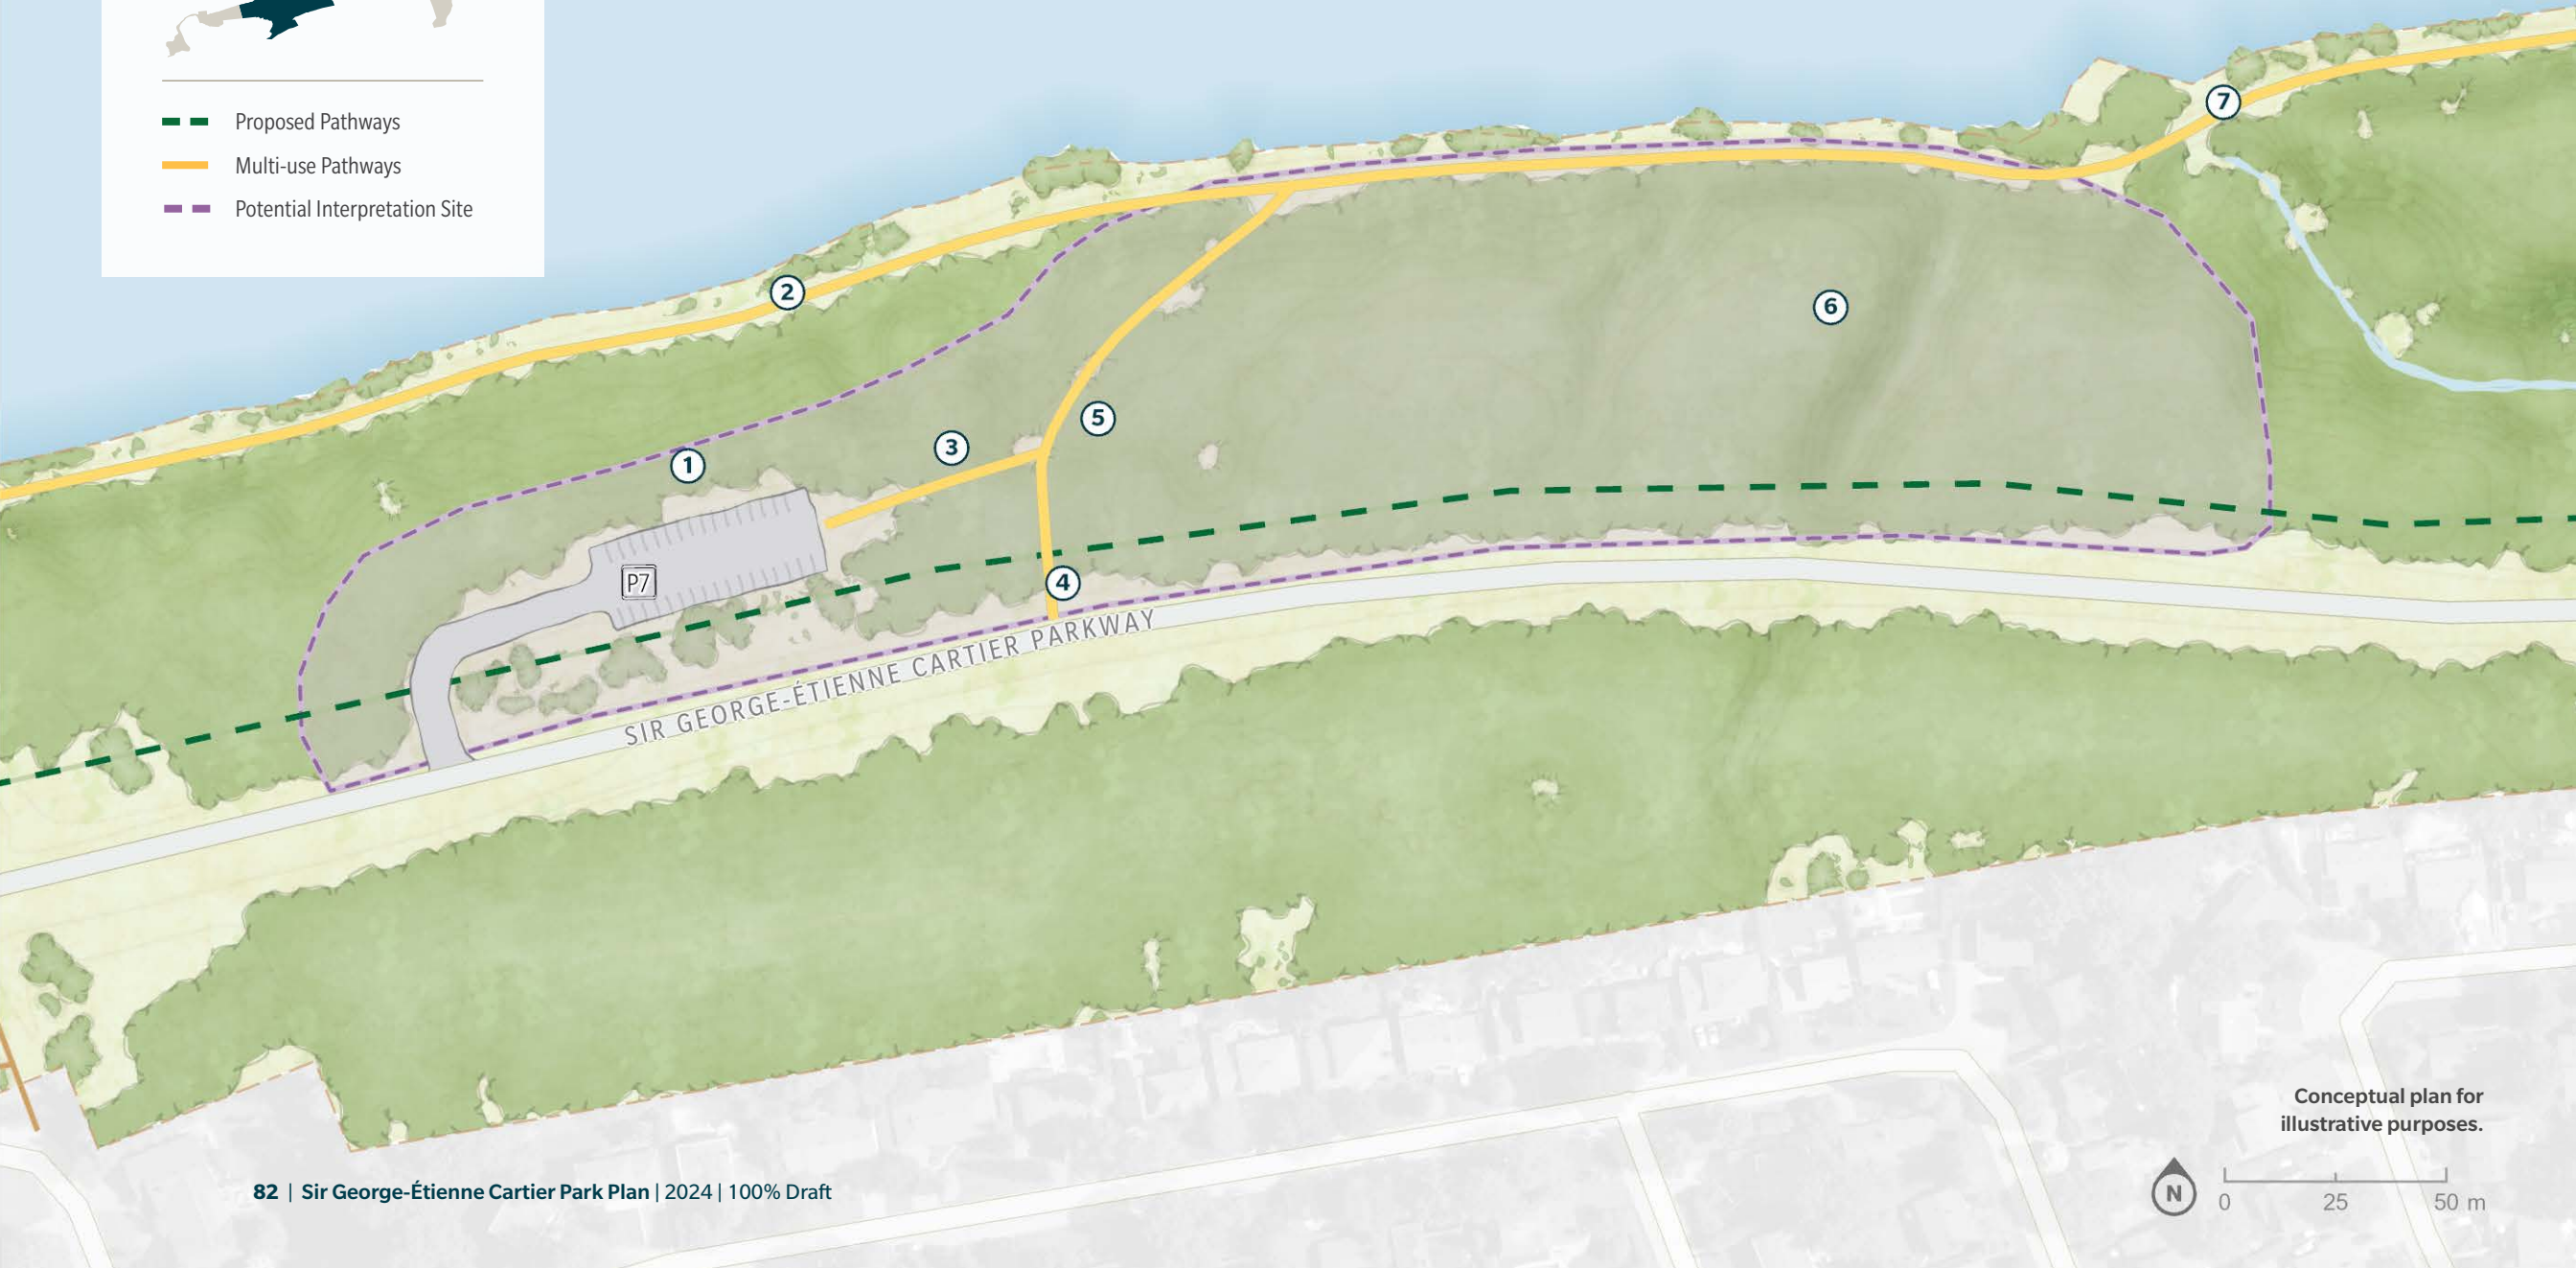 Proposed Pathways
Multi-use Pathways
Potential Interpretation Site
7
2
6
5
3
1
P7
4
SIR GEORGE-ÉTIENNE CARTIER PARKWAY
Conceptual plan for
illustrative purposes.
N
0 25 50 m
82 | Sir George-Étienne Cartier Park Plan | 2024 | 100% Draft